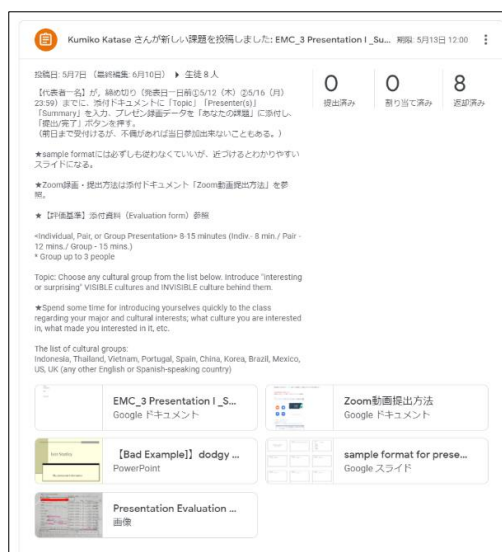 Kumiko Katase さんが新しい課題を投稿しました: EMC_3 Presentation I _Su...
期限: 5月13日 12:00
投稿日: 5月7日 (最終編集: 6月10日) 生徒 8 人
0
提出済み
0
割り当て済み
8
返却済み
【代表者一名】が、締め切り（発表日一日前①5/12（木）②5/16（月）
23:59）までに、添付ドキュメントに「Topic」「Presenter(s)」
「Summary」を入力、プレゼン録画データを「あなたの課題」に添付し、
「提出/完了」ボタンを押す。
（前日まで受付けるが、不備があれば当日参加出来ないこともある。）
★sample formatには必ずしも従わなくていいが、近づけるとわかりやすい
スライドになる。
★Zoom録画・提出方法は添付ドキュメント「Zoom動画提出方法」を参
照。
★【評価基準】添付資料（Evaluation form）参照
<Individual, Pair, or Group Presentation> 8-15 minutes (Indiv.- 8 min./ Pair -
12 mins./ Group - 15 mins.)
* Group up to 3 people
Topic: Choose any cultural group from the list below. Introduce "interesting
or surprising" VISIBLE cultures and INVISIBLE culture behind them.
★Spend some time for introducing yourselves quickly to the class
regarding your major and cultural interests; what culture you are interested
in, what made you interested in it, etc.
The list of cultural groups:
Indonesia, Thailand, Vietnam, Portugal, Spain, China, Korea, Brazil, Mexico,
US, UK (any other English or Spanish-speaking country)
EMC_3 Presentation I _S...
Google ドキュメント
Zoom動画提出方法
Google ドキュメント
【Bad Example]】dodgy ...
PowerPoint
sample format for prese...
Google スライド
Presentation Evaluation ...
画像